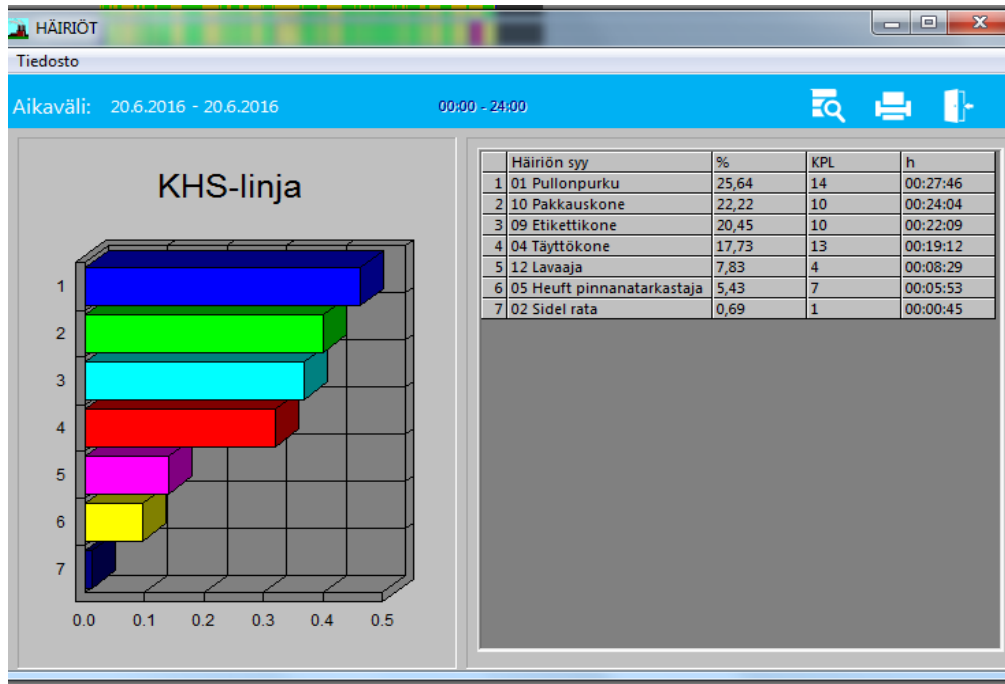 HÄIRIÖT
Tiedosto
Aikaväli: 20.6.2016 - 20.6.2016 00:00 - 24:00
KHS-linja
1
2
3
4
5
6
7
0.0 0.1 0.2 0.3 0.4 0.5
Häiriön syy % KPL h
1 01 Pullonpurku 25,64 14 00:27:46
2 10 Pakkauskone 22,22 10 00:24:04
3 09 Etikettikone 20,45 10 00:22:09
4 04 Täyttökone 17,73 13 00:19:12
5 12 Lavaaja 7,83 4 00:08:29
6 05 Heuft pinnanatarkastaja 5,43 7 00:05:53
7 02 Sidel rata 0,69 1 00:00:45